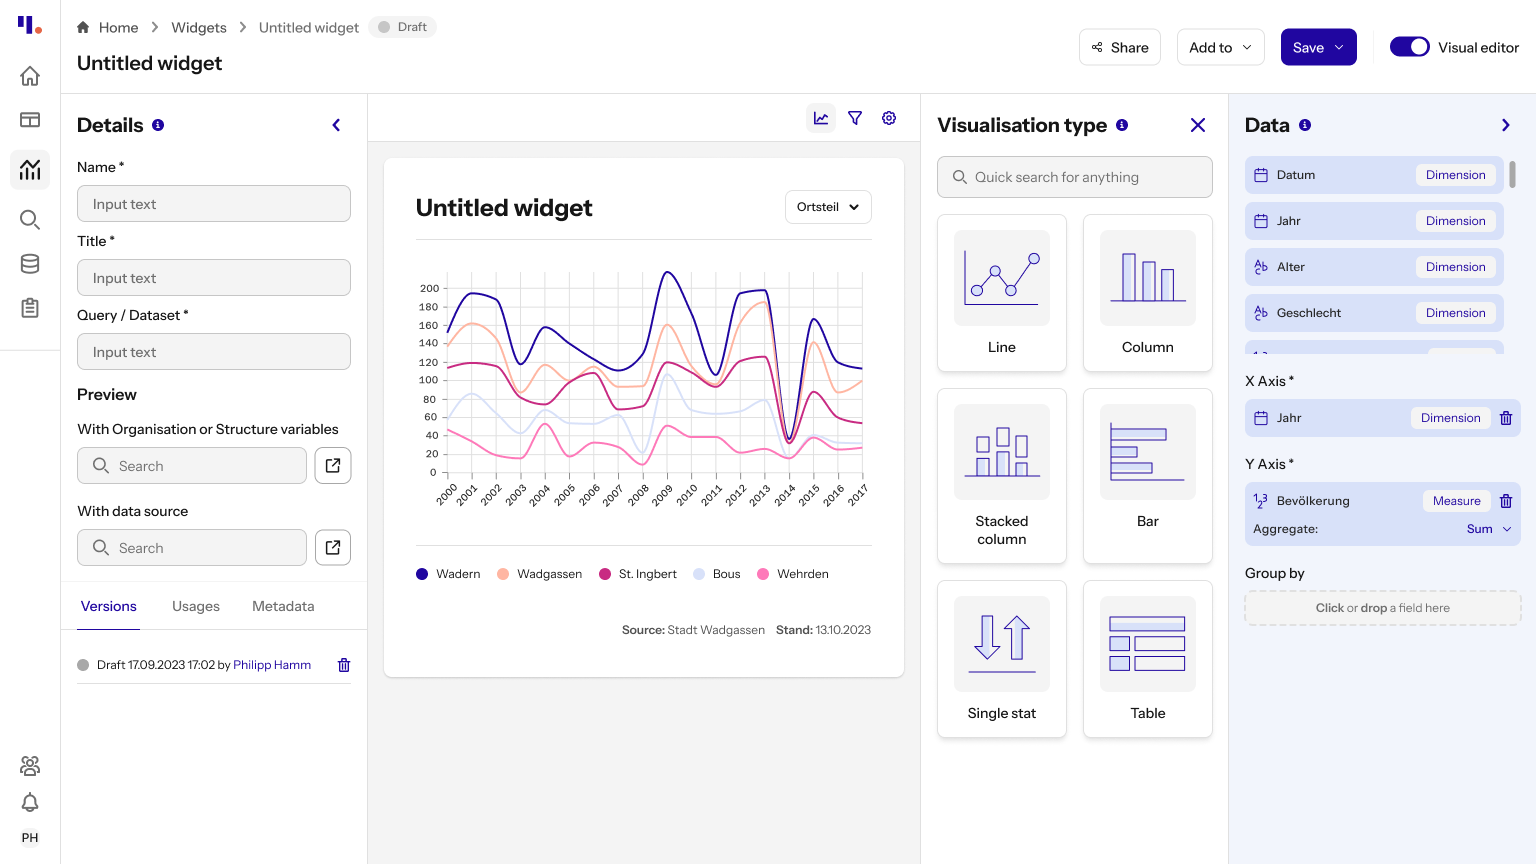 Home
Widgets
Untitled widget
Draft
Untitled widget
Share
Add to
Save
Visual editor
Details
Name *
Input text
Title *
Input text
Query / Dataset *
Input text
Preview
With Organisation or Structure variables
Search
With data source
Search
Versions
Usages
Metadata
Draft 17.09.2023 17:02 by Philipp Hamm
PH
Untitled widget
Ortsteil
200
180
160
140
120
100
80
60
40
20
0
2000
2001
2002
2003
2004
2005
2006
2007
2008
2009
2010
2011
2012
2013
2014
2015
2016
2017
Wadern
Wadgassen
St. Ingbert
Bous
Wehrden
Source: Stadt Wadgassen Stand: 13.10.2023
Visualisation type
Quick search for anything
Line
Column
Stacked
column
Bar
Single stat
Table
Data
Datum
Dimension
Jahr
Dimension
Alter
Dimension
Geschlecht
Dimension
X Axis *
Jahr
Dimension
Y Axis *
Bevölkerung
Measure
Aggregate:
Sum
Group by
Click or drop a field here